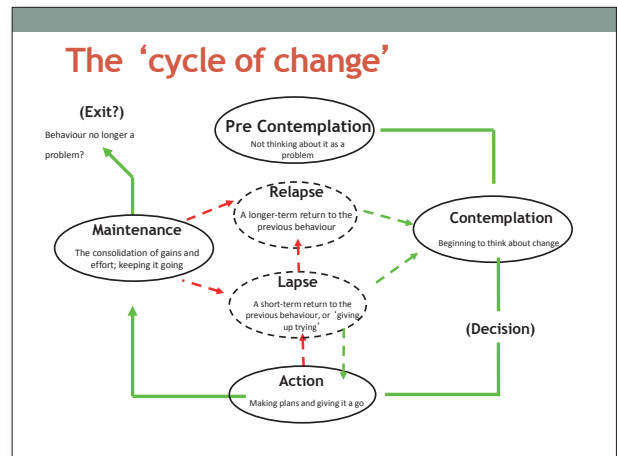 The ‘cycle of change’
(Exit?)
Behaviour no longer a
problem?
Pre Contemplation
Not thinking about it as a
problem
Relapse
A longer-term return to the
previous behaviour
Maintenance
The consolidation of gains and
effort; keeping it going
Contemplation
Beginning to think about change
Lapse
A short-term return to the
previous behaviour, or ‘giving
up trying’
(Decision)
Action
Making plans and giving it a go